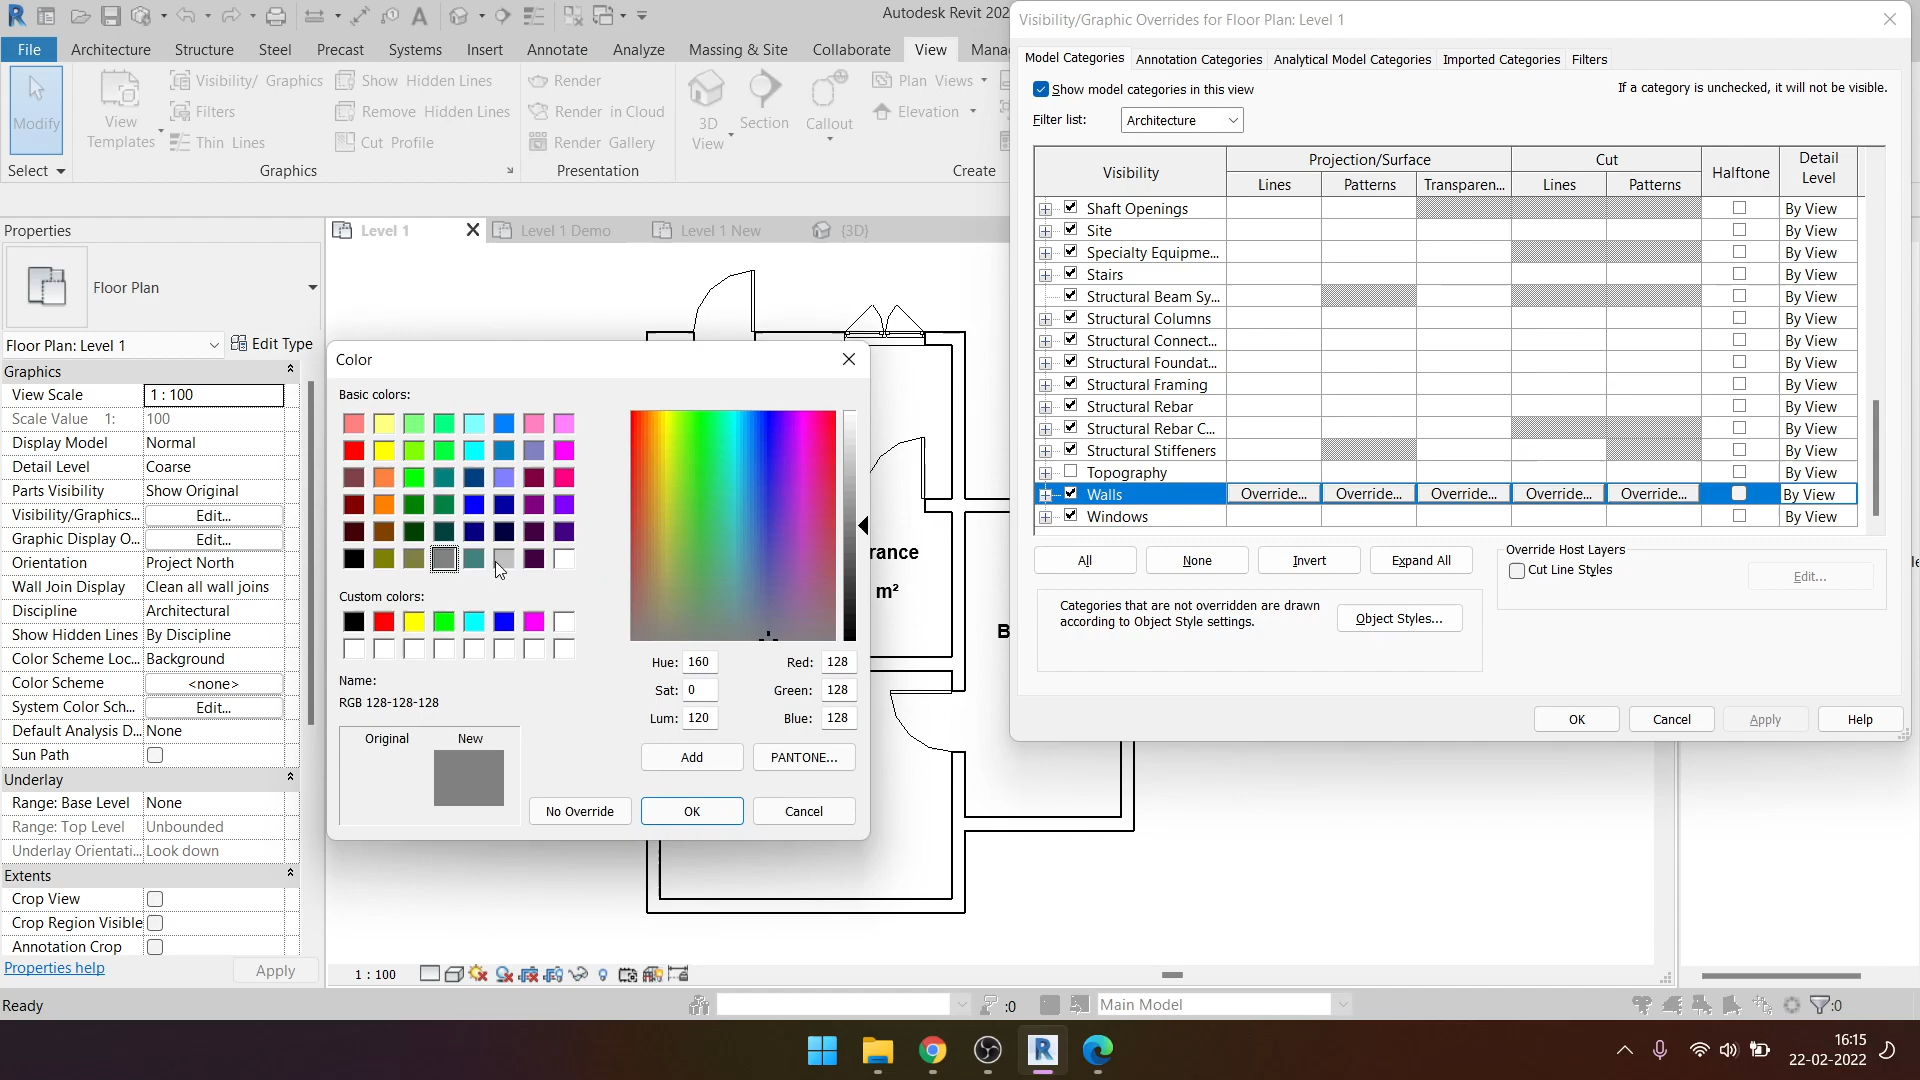 Autodesk Revit 202
File
Architecture
Structure
Steel
Precast
Systems
Insert
Annotate
Analyze
Massing & Site
Collaborate
View
Mana
Modify
View
Templates
Visibility/ Graphics
Filters
Thin Lines
Show Hidden Lines
Remove Hidden Lines
Cut Profile
Render
Render in Cloud
Render Gallery
3D
View
Section
Callout
Plan Views
Elevation
Select
Graphics
Presentation
Create
Properties
Floor Plan
Floor Plan: Level 1
Edit Type
Graphics
View Scale 1 : 100
Scale Value 1: 100
Display Model Normal
Detail Level Coarse
Parts Visibility Show Original
Visibility/Graphics... Edit...
Graphic Display O... Edit...
Orientation Project North
Wall Join Display Clean all wall joins
Discipline Architectural
Show Hidden Lines By Discipline
Color Scheme Loc... Background
Color Scheme <none>
System Color Sch... Edit...
Default Analysis D... None
Sun Path
Underlay
Range: Base Level None
Range: Top Level Unbounded
Underlay Orientati... Look down
Extents
Crop View
Crop Region Visible
Annotation Crop
Properties help
Apply
Level 1
Level 1 Demo
Level 1 New
{3D}
rance
m²
B
Color
Basic colors:
Custom colors:
Name:
RGB 128-128-128
Original New
Hue: 160 Red: 128
Sat: 0 Green: 128
Lum: 120 Blue: 128
Add
PANTONE...
No Override
OK
Cancel
Visibility/Graphic Overrides for Floor Plan: Level 1
Model Categories
Annotation Categories
Analytical Model Categories
Imported Categories
Filters
Show model categories in this view
If a category is unchecked, it will not be visible.
Filter list: Architecture
Visibility
Projection/Surface
Cut
Halftone
Detail
Level
Lines Patterns Transparen... Lines Patterns
Shaft Openings By View
Site By View
Specialty Equipme... By View
Stairs By View
Structural Beam Sy... By View
Structural Columns By View
Structural Connect... By View
Structural Foundat... By View
Structural Framing By View
Structural Rebar By View
Structural Rebar C... By View
Structural Stiffeners By View
Topography By View
Walls Override... Override... Override... Override... Override... By View
Windows By View
All
None
Invert
Expand All
Override Host Layers
Cut Line Styles
Edit...
Categories that are not overridden are drawn
according to Object Style settings.
Object Styles...
OK
Cancel
Apply
Help
1 : 100
Ready
:0
Main Model
:0
16:15
22-02-2022